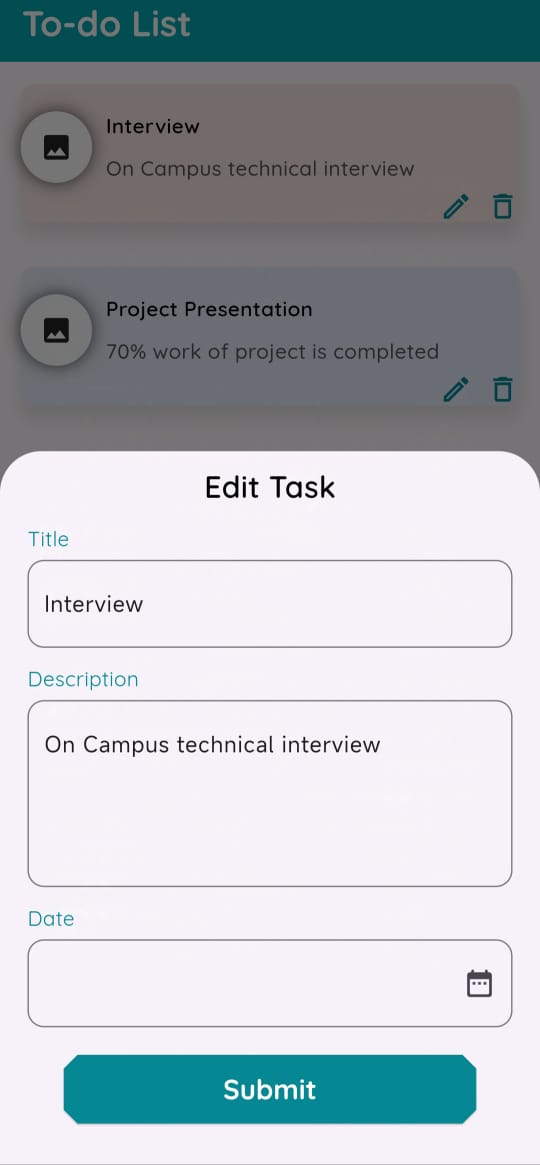 To-do List
Interview
On Campus technical interview
Project Presentation
70% work of project is completed
Edit Task
Title
Interview
Description
On Campus technical interview
Date
Submit